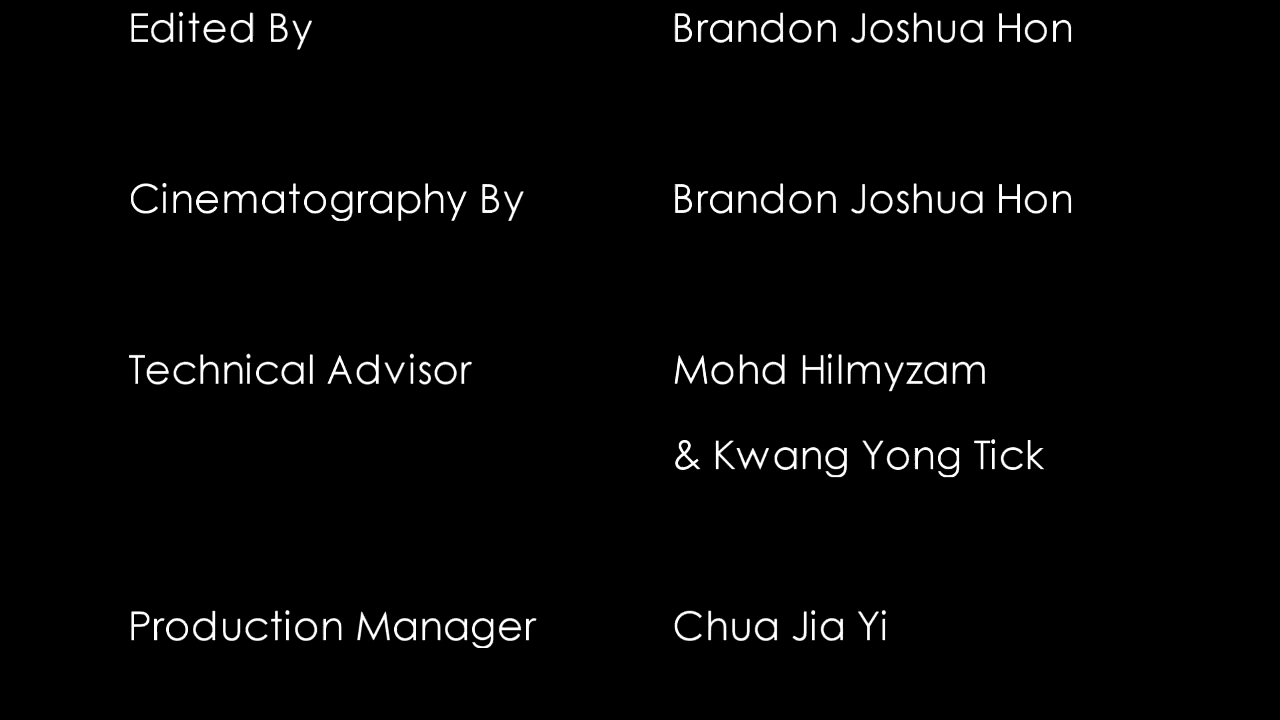 Edited By Brandon Joshua Hon
Cinematography By Brandon Joshua Hon
Technical Advisor Mohd Hilmyzam
& Kwang Yong Tick
Production Manager Chua Jia Yi